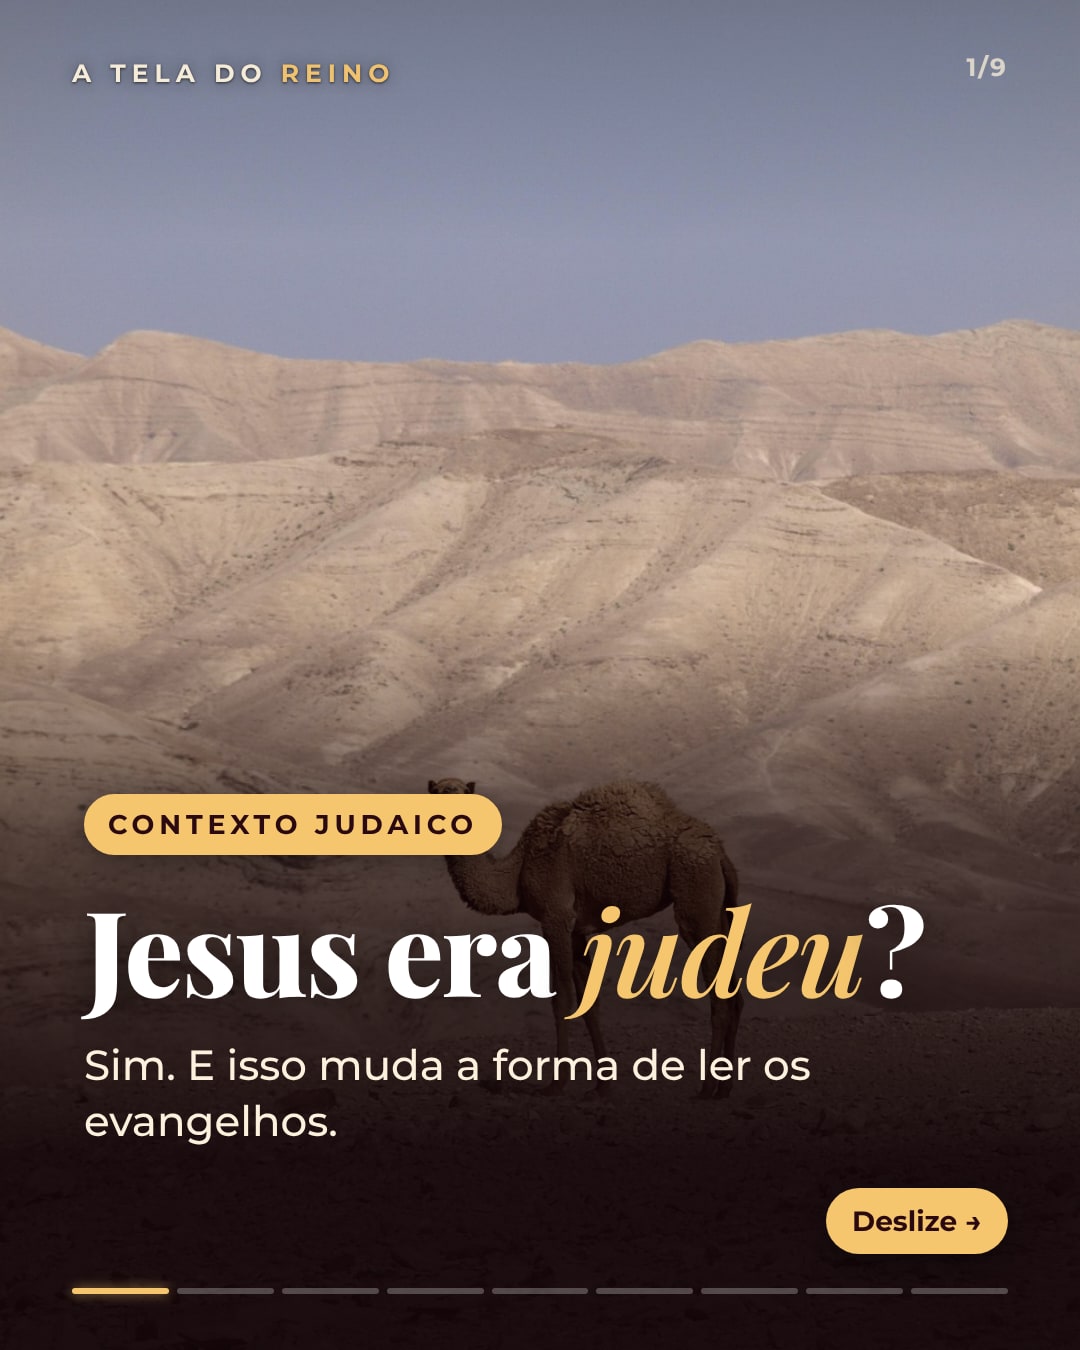 A TELA DO REINO
1/9
CONTEXTO JUDAICO
Jesus era judeu?
Sim. E isso muda a forma de ler os
evangelhos.
Deslize →